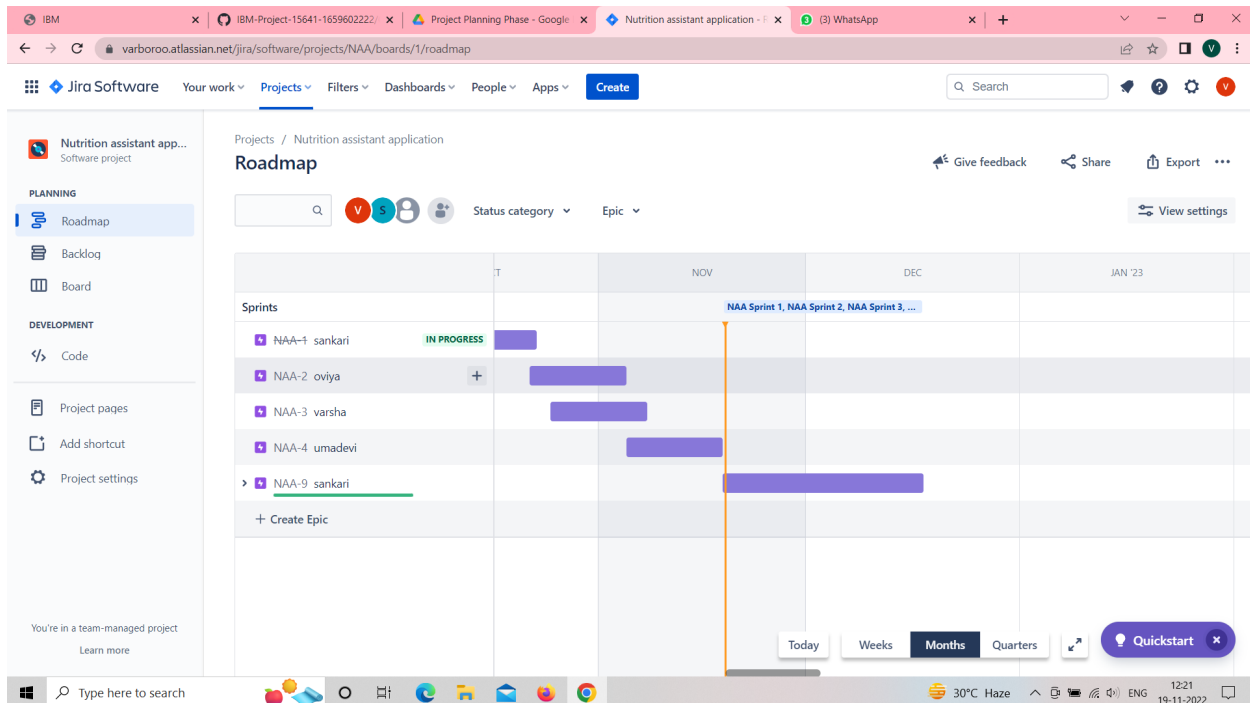 IBM
IBM-Project-15641-1659602222/
Project Planning Phase - Google
Nutrition assistant application - R
(3) WhatsApp
varboroo.atlassian.net/jira/software/projects/NAA/boards/1/roadmap
V
Jira Software
Your work
Projects
Filters
Dashboards
People
Apps
Create
Search
V
Nutrition assistant app...
Software project
PLANNING
Roadmap
Backlog
Board
DEVELOPMENT
Code
Project pages
Add shortcut
Project settings
You're in a team-managed project
Learn more
Projects / Nutrition assistant application
Roadmap
Give feedback
Share
Export
V
S
Status category
Epic
View settings
NOV
DEC
JAN '23
Sprints
NAA Sprint 1, NAA Sprint 2, NAA Sprint 3, ...
NAA-1 sankari
IN PROGRESS
NAA-2 oviya
NAA-3 varsha
NAA-4 umadevi
NAA-9 sankari
+ Create Epic
Today
Weeks
Months
Quarters
Quickstart
Type here to search
30°C Haze
ENG
12:21
19-11-2022